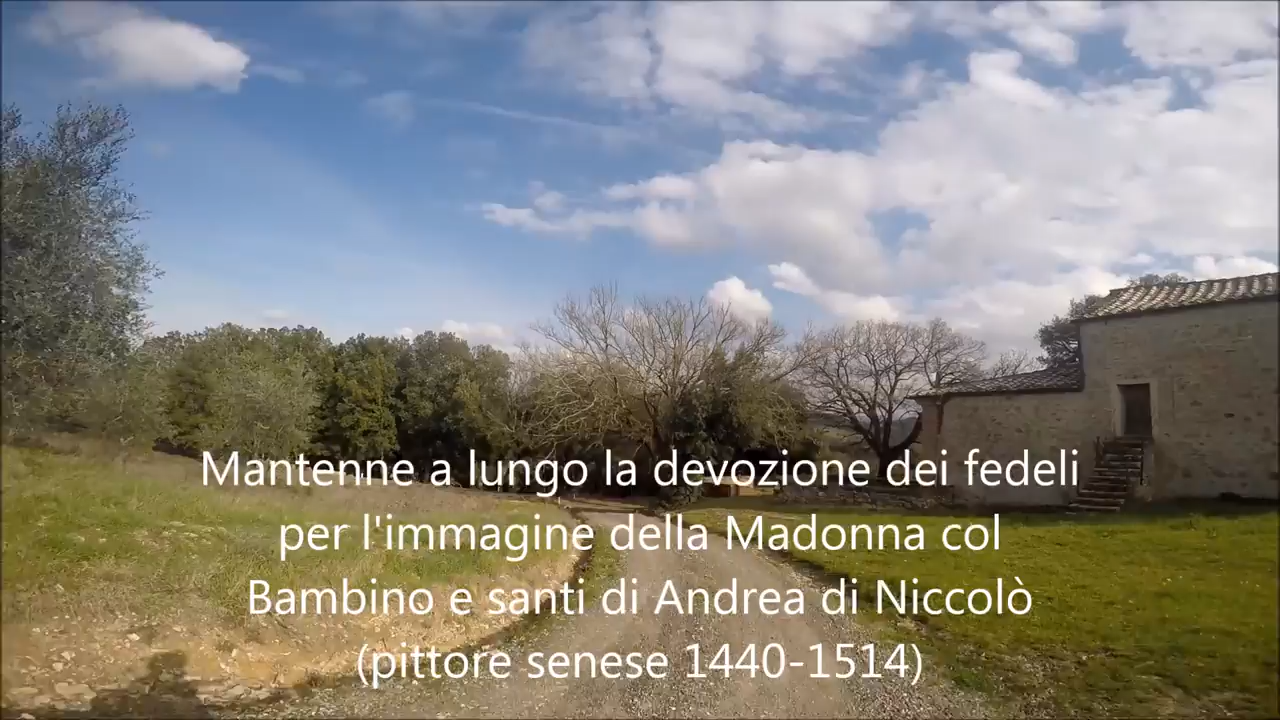 Mantenne a lungo la devozione dei fedeli
per l'immagine della Madonna col
Bambino e santi di Andrea di Niccolò
(pittore senese 1440-1514)